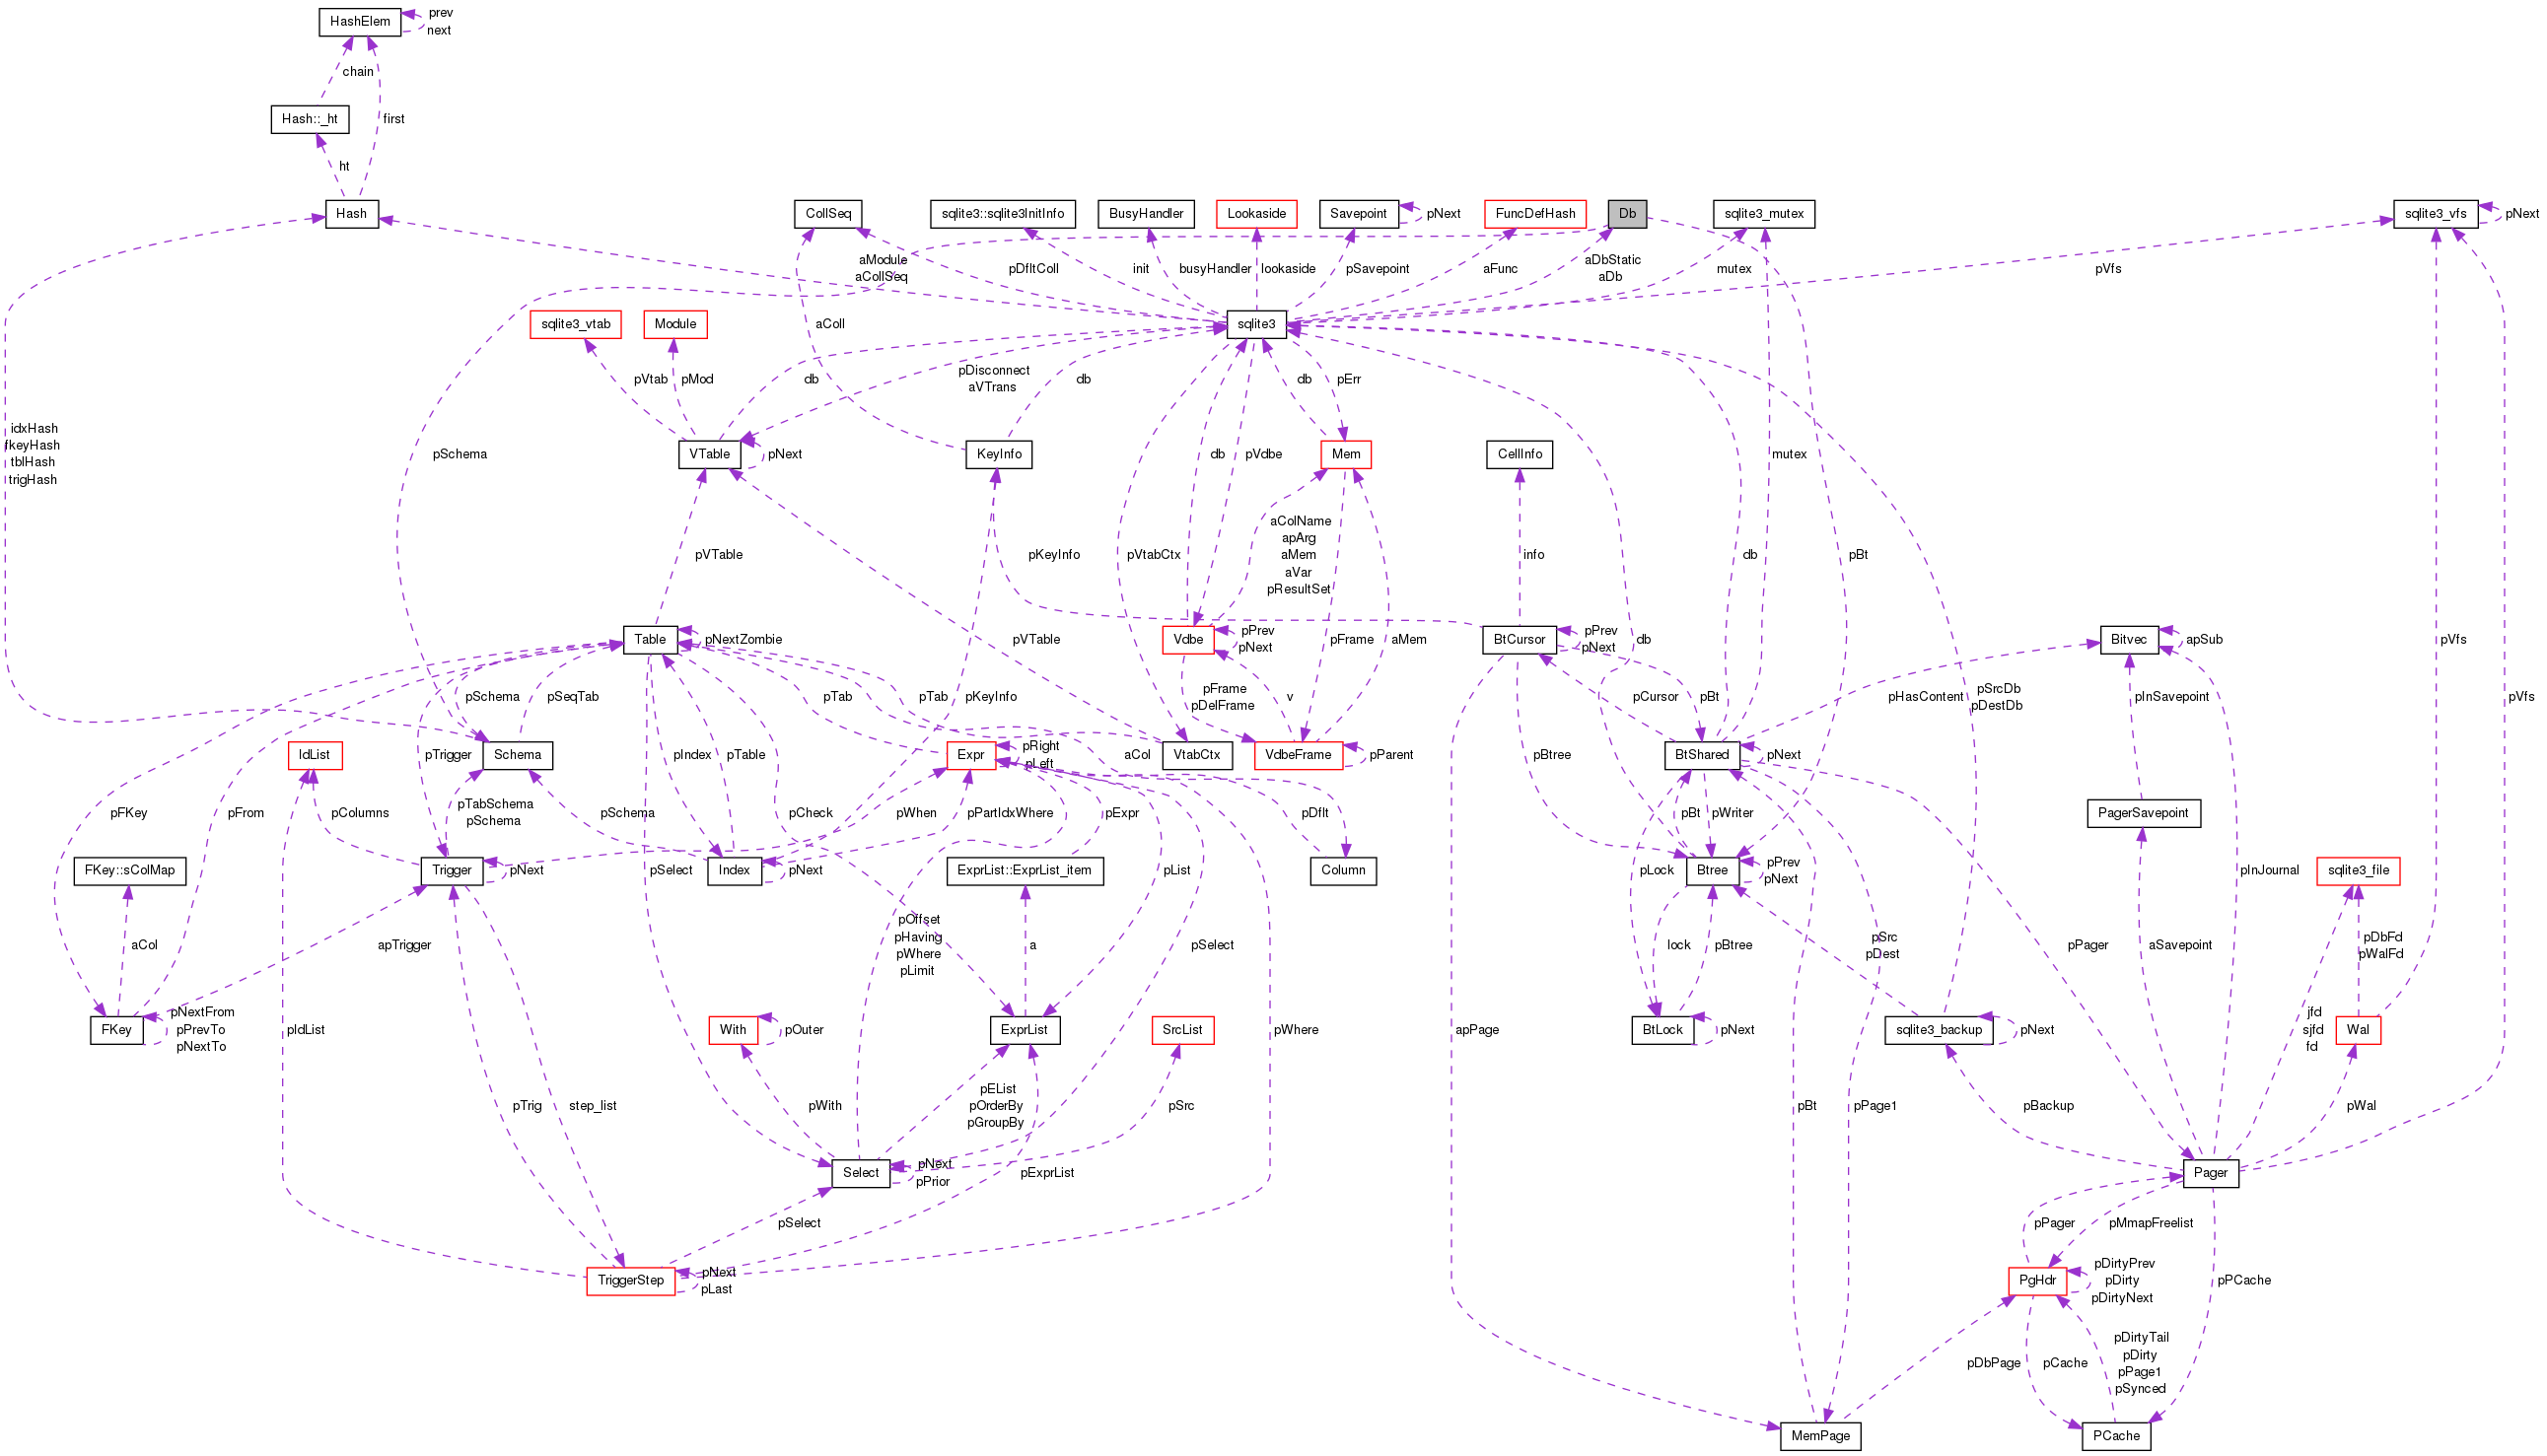 HashElem
prev
next
chain
Hash::_ht
first
ht
Hash
CollSeq
sqlite3::sqlite3InitInfo
BusyHandler
Lookaside
Savepoint
pNext
FuncDefHash
Db
sqlite3_mutex
sqlite3_vfs
pNext
aModule
aCollSeq
pDfltColl
init
busyHandler
lookaside
pSavepoint
aFunc
aDbStatic
aDb
mutex
pVfs
sqlite3_vtab
Module
aColl
sqlite3
pVtab
pMod
db
pDisconnect
aVTrans
db
db
pErr
idxHash
fkeyHash
tblHash
trigHash
pSchema
VTable
pNext
KeyInfo
db
pVdbe
Mem
CellInfo
mutex
pVTable
pKeyInfo
pVtabCtx
aColName
apArg
aMem
aVar
pResultSet
info
db
pBt
Table
pNextZombie
pVTable
Vdbe
pPrev
pNext
pFrame
aMem
BtCursor
pPrev
pNext
db
Bitvec
apSub
pVfs
pSchema
pSeqTab
pTab
pTab
pKeyInfo
pFrame
pDelFrame
v
pCursor
pBt
pHasContent
pSrcDb
pDestDb
pInSavepoint
pVfs
IdList
pTrigger
Schema
pIndex
pTable
Expr
pRight
pLeft
aCol
VtabCtx
VdbeFrame
pParent
pBtree
BtShared
pNext
pFKey
pFrom
pColumns
pTabSchema
pSchema
pSchema
pCheck
pWhen
pPartIdxWhere
pExpr
pDflt
pBt
pWriter
PagerSavepoint
FKey::sColMap
Trigger
pNext
pSelect
Index
pNext
ExprList::ExprList_item
pList
Column
pLock
Btree
pPrev
pNext
pInJournal
sqlite3_file
aCol
apTrigger
pOffset
pHaving
pWhere
pLimit
a
pSelect
lock
pBtree
pSrc
pDest
pPager
aSavepoint
pDbFd
pWalFd
FKey
pNextFrom
pPrevTo
pNextTo
pIdList
With
pOuter
ExprList
SrcList
pWhere
apPage
BtLock
pNext
sqlite3_backup
pNext
jfd
sjfd
fd
Wal
pTrig
step_list
pWith
pEList
pOrderBy
pGroupBy
pSrc
pBt
pPage1
pBackup
pWal
Select
pNext
pPrior
pExprList
Pager
pSelect
pPager
pMmapFreelist
TriggerStep
pNext
pLast
PgHdr
pDirtyPrev
pDirty
pDirtyNext
pPCache
pDbPage
pCache
pDirtyTail
pDirty
pPage1
pSynced
MemPage
PCache